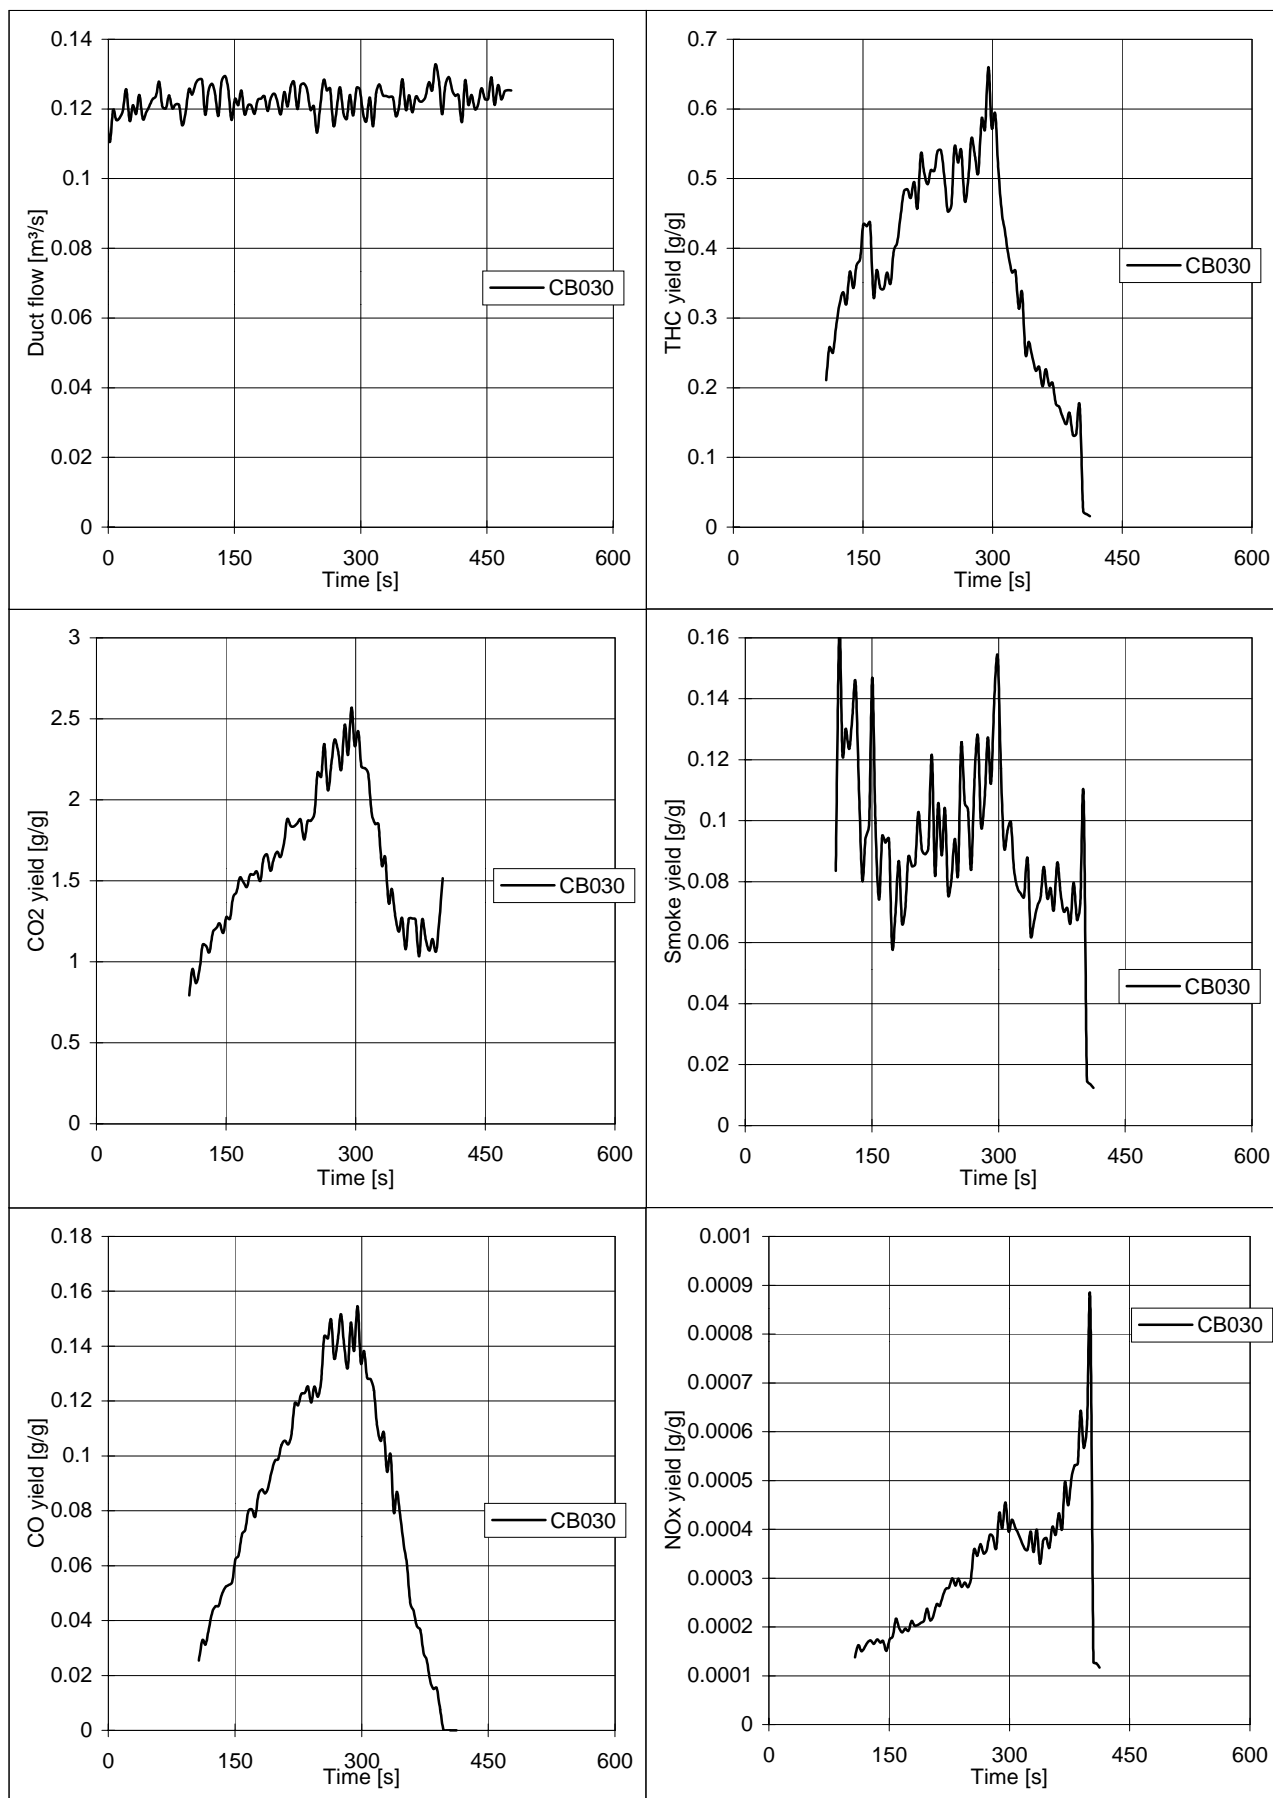 0.14
0.12
0.1
0.08
0.06
0.04
0.02
0
Duct flow [m³/s]
CB030
0 150 300 450 600
Time [s]
0.7
0.6
0.5
0.4
0.3
0.2
0.1
0
THC yield [g/g]
CB030
0 150 300 450 600
Time [s]
3
2.5
2
1.5
1
0.5
0
CO2 yield [g/g]
CB030
0 150 300 450 600
Time [s]
0.16
0.14
0.12
0.1
0.08
0.06
0.04
0.02
0
Smoke yield [g/g]
CB030
0 150 300 450 600
Time [s]
0.18
0.16
0.14
0.12
0.1
0.08
0.06
0.04
0.02
0
CO yield [g/g]
CB030
0 150 300 450 600
Time [s]
0.001
0.0009
0.0008
0.0007
0.0006
0.0005
0.0004
0.0003
0.0002
0.0001
0
NOx yield [g/g]
CB030
0 150 300 450 600
Time [s]